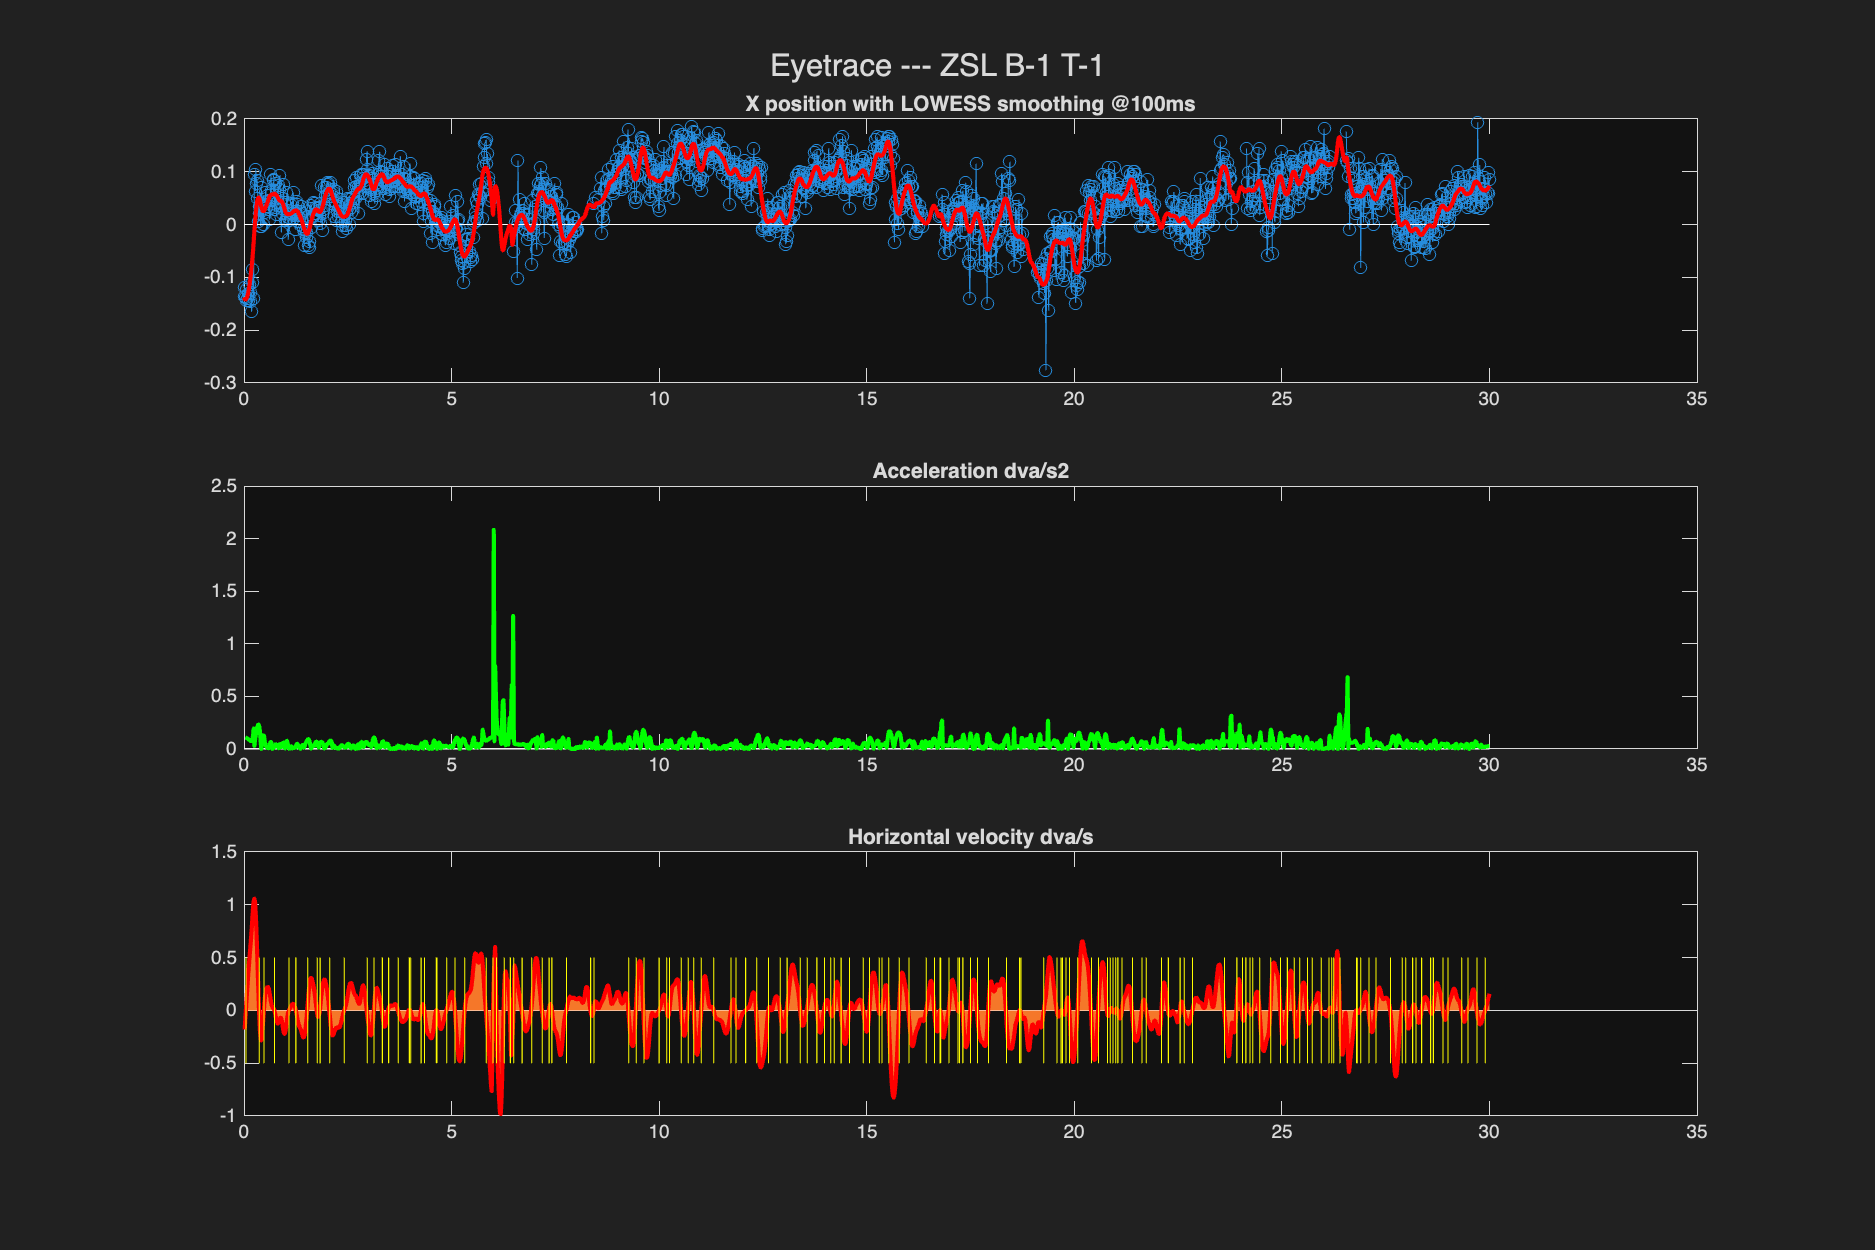 Eyetrace --- ZSL B-1 T-1
X position with LOWESS smoothing @100ms
0.2
0.1
0
-0.1
-0.2
-0.3
0 5 10 15 20 25 30 35
Acceleration dva/s2
2.5
2
1.5
1
0.5
0
0 5 10 15 20 25 30 35
Horizontal velocity dva/s
1.5
1
0.5
0
-0.5
-1
0 5 10 15 20 25 30 35